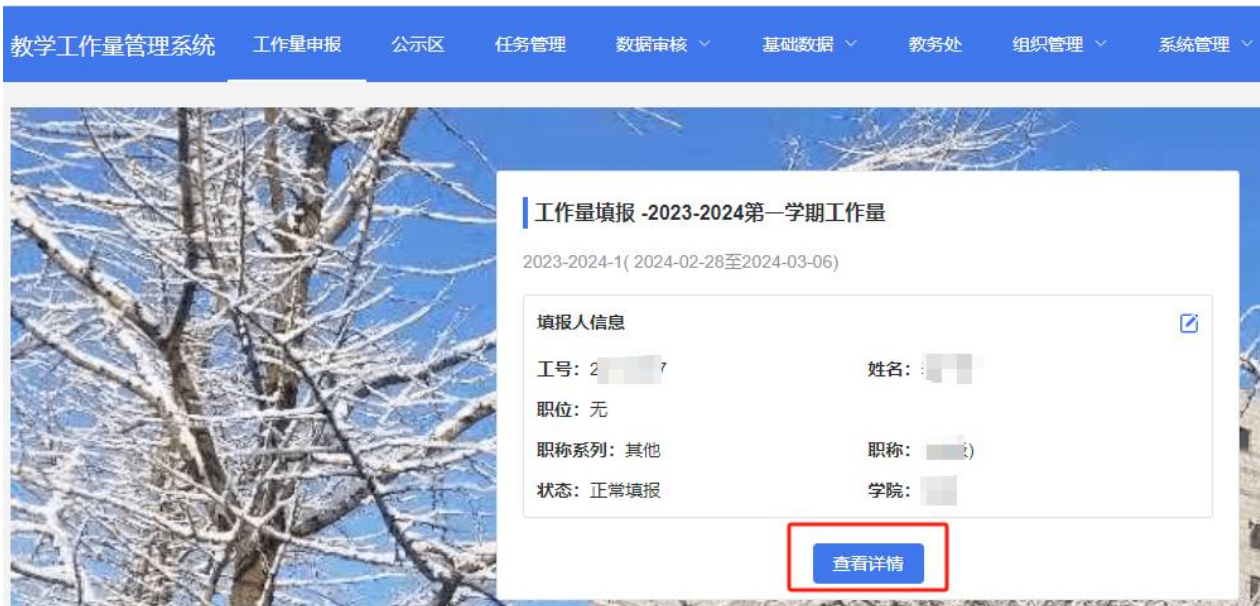 教学工作量管理系统 工作量申报 公示区 任务管理 数据审核 基础数据 教务处 组织管理 系统管理
工作量填报 -2023-2024第一学期工作量
2023-2024-1( 2024-02-28至2024-03-06)
填报人信息
工号： 2 7 姓名：
职位： 无
职称系列： 其他 职称： )
状态： 正常填报 学院：
查看详情